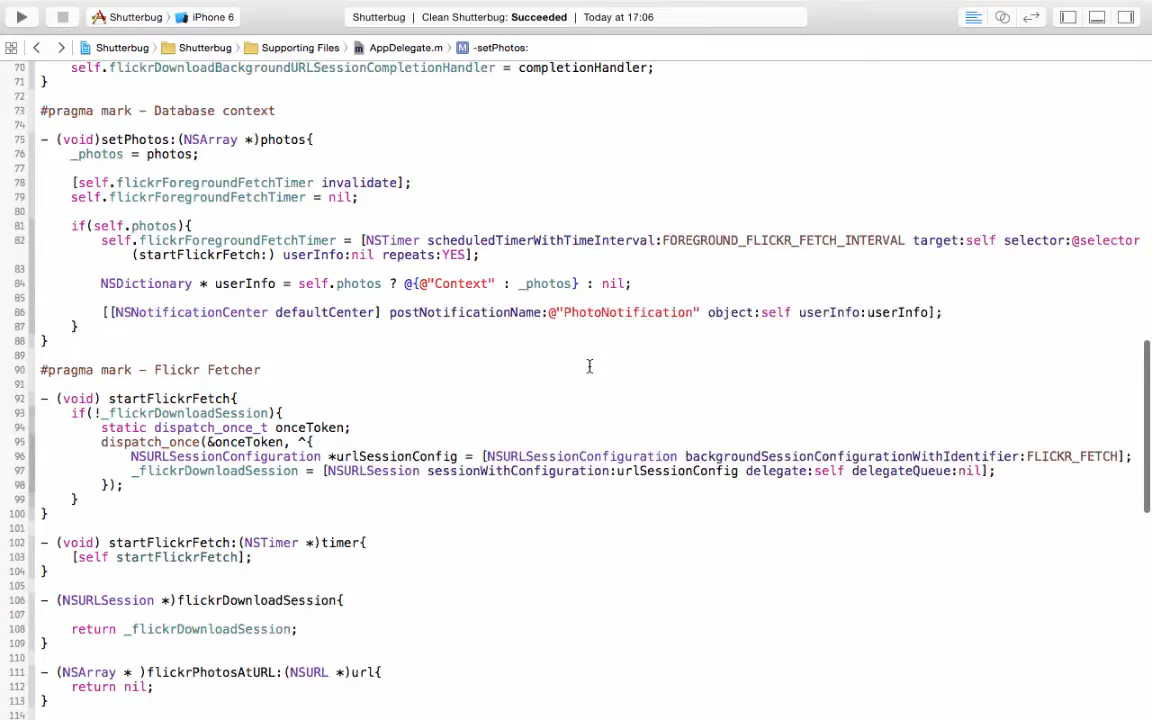 Shutterbug iPhone 6 Shutterbug | Clean Shutterbug: Succeeded | Today at 17:06
Shutterbug Shutterbug Supporting Files AppDelegate.m M -setPhotos:
70 self.flickrDownloadBackgroundURLSessionCompletionHandler = completionHandler;
71 }
72
73 #pragma mark - Database context
74
75 - (void)setPhotos:(NSArray *)photos{
76 _photos = photos;
77
78 [self.flickrForegroundFetchTimer invalidate];
79 self.flickrForegroundFetchTimer = nil;
80
81 if(self.photos){
82 self.flickrForegroundFetchTimer = [NSTimer scheduledTimerWithTimeInterval:FOREGROUND_FLICKR_FETCH_INTERVAL target:self selector:@selector
(startFlickrFetch:) userInfo:nil repeats:YES];
83
84 NSDictionary * userInfo = self.photos ? @{@"Context" : _photos} : nil;
85
86 [[NSNotificationCenter defaultCenter] postNotificationName:@"PhotoNotification" object:self userInfo:userInfo];
87 }
88 }
89
90 #pragma mark - Flickr Fetcher
91
92 - (void) startFlickrFetch{
93 if(!_flickrDownloadSession){
94 static dispatch_once_t onceToken;
95 dispatch_once(&onceToken, ^{
96 NSURLSessionConfiguration *urlSessionConfig = [NSURLSessionConfiguration backgroundSessionConfigurationWithIdentifier:FLICKR_FETCH];
97 _flickrDownloadSession = [NSURLSession sessionWithConfiguration:urlSessionConfig delegate:self delegateQueue:nil];
98 });
99 }
100 }
101
102 - (void) startFlickrFetch:(NSTimer *)timer{
103 [self startFlickrFetch];
104 }
105
106 - (NSURLSession *)flickrDownloadSession{
107
108 return _flickrDownloadSession;
109 }
110
111 - (NSArray * )flickrPhotosAtURL:(NSURL *)url{
112 return nil;
113 }
114